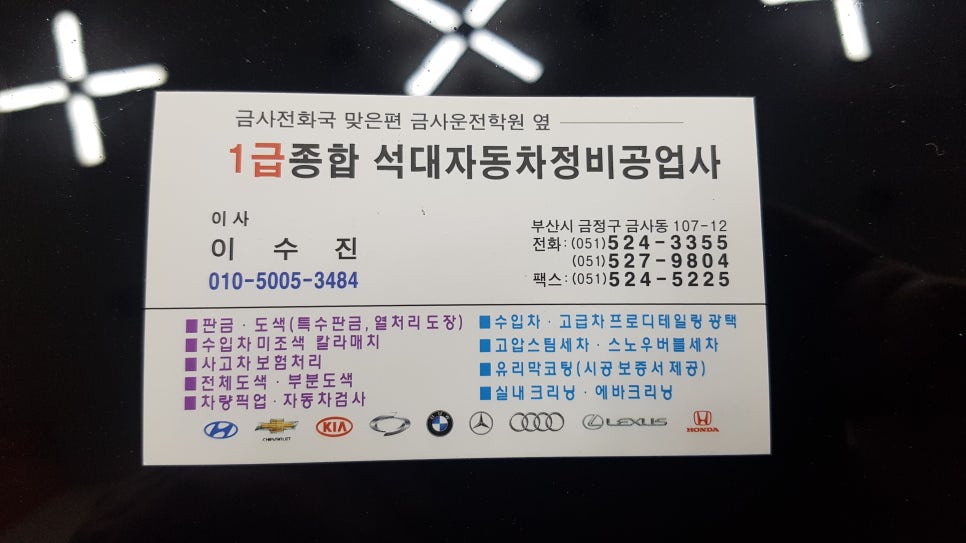 금사전화국 맞은편 금사운전학원 옆
1급종합 석대자동차정비공업사
이사
이 수 진
010-5005-3484
부산시 금정구 금사동 107-12
전화:(051)524-3355
(051)527-9804
팩스:(051)524-5225
■판금·도색(특수판금, 열처리도장)
■수입차미조색 칼라매치
■사고차보험처리
■전체도색·부분도색
■차량픽업·자동차검사
■수입차·고급차프로디테일링광택
■고압스팀세차·스노우버블세차
■유리막코팅(시공보증서제공)
■실내크리닝·에바크리닝
CHEVROLET
KIA
BMW
LEXUS
HONDA